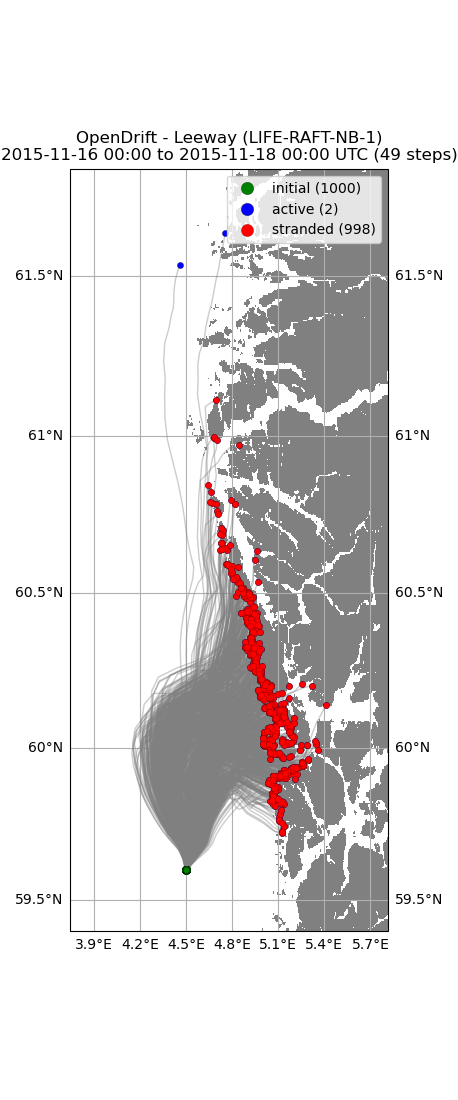 OpenDrift - Leeway (LIFE-RAFT-NB-1)
2015-11-16 00:00 to 2015-11-18 00:00 UTC (49 steps)
initial (1000)
active (2)
stranded (998)
61.5°N 61.5°N
61°N 61°N
60.5°N 60.5°N
60°N 60°N
59.5°N 59.5°N
3.9°E 4.2°E 4.5°E 4.8°E 5.1°E 5.4°E 5.7°E